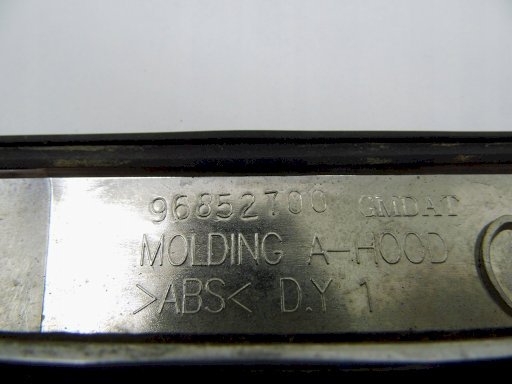 96852700 GMDAT
MOLDING A-HOOD
>ABS< D.Y 1